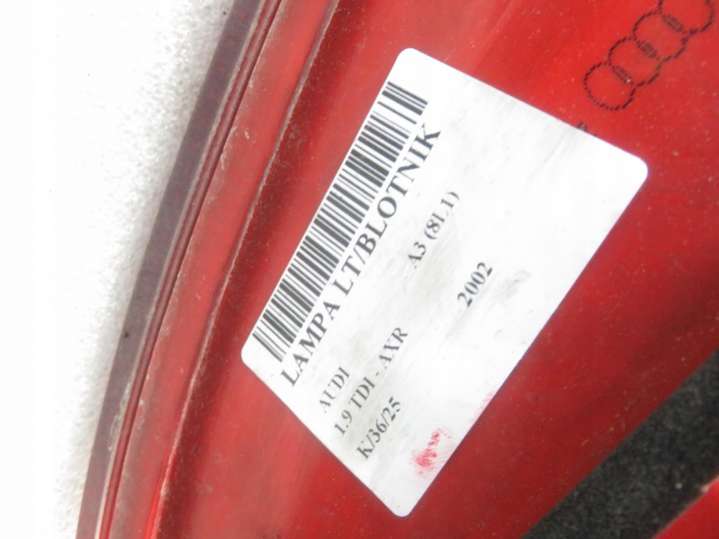 LAMPA LT/BLOTNIK
AUDI A3 (8L1)
1.9 TDI - AXR 2002
K/36/25